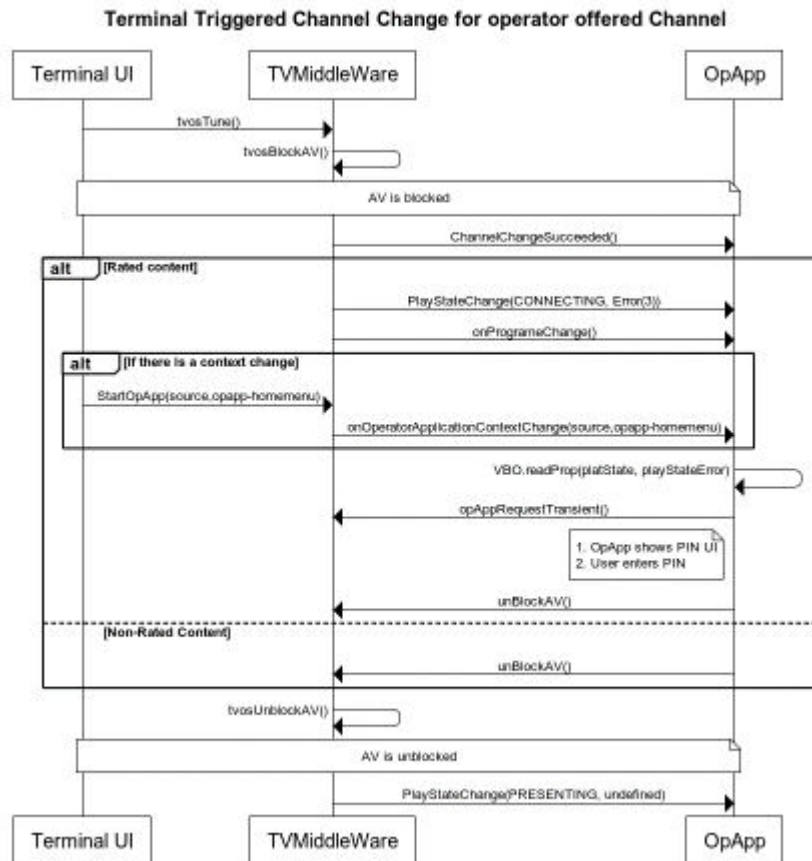 Terminal Triggered Channel Change for operator offered Channel
Terminal UI
TVMiddleWare
OpApp
tvosTune()
tvosBlockAV()
AV is blocked
ChannelChangeSucceeded()
alt
[Rated content]
PlayStateChange(CONNECTING, Error(3))
onProgrameChange()
alt
[If there is a context change]
StartOpApp(source,opapp-homemenu)
onOperatorApplicationContextChange(source,opapp-homemenu)
VBO.readProp(platState, playStateError)
opAppRequestTransient()
1. OpApp shows PIN UI
2. User enters PIN
unBlockAV()
[Non-Rated Content]
unBlockAV()
tvosUnblockAV()
AV is unblocked
PlayStateChange(PRESENTING, undefined)
Terminal UI
TVMiddleWare
OpApp